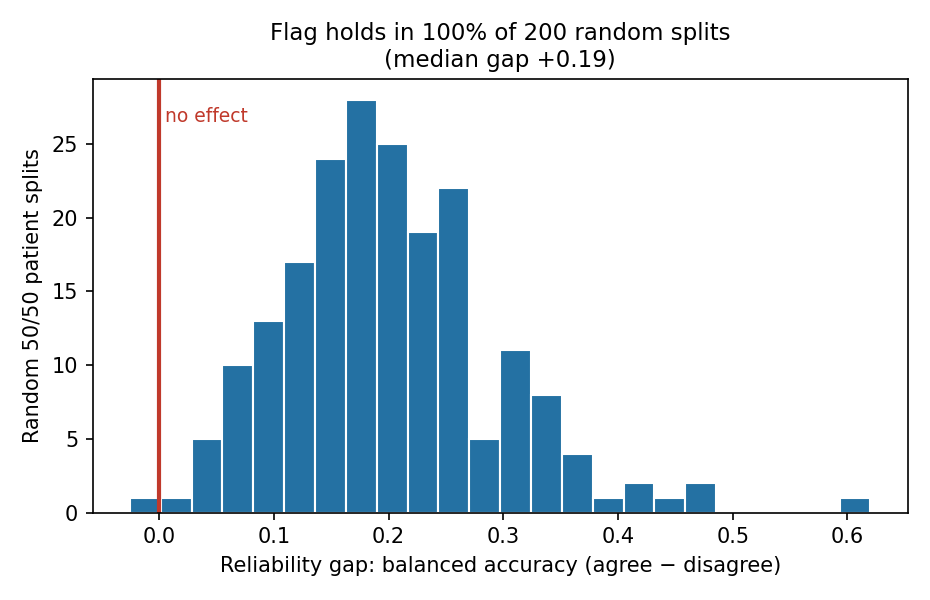 Flag holds in 100% of 200 random splits
(median gap +0.19)
no effect
Random 50/50 patient splits
25
20
15
10
5
0
0.0 0.1 0.2 0.3 0.4 0.5 0.6
Reliability gap: balanced accuracy (agree − disagree)